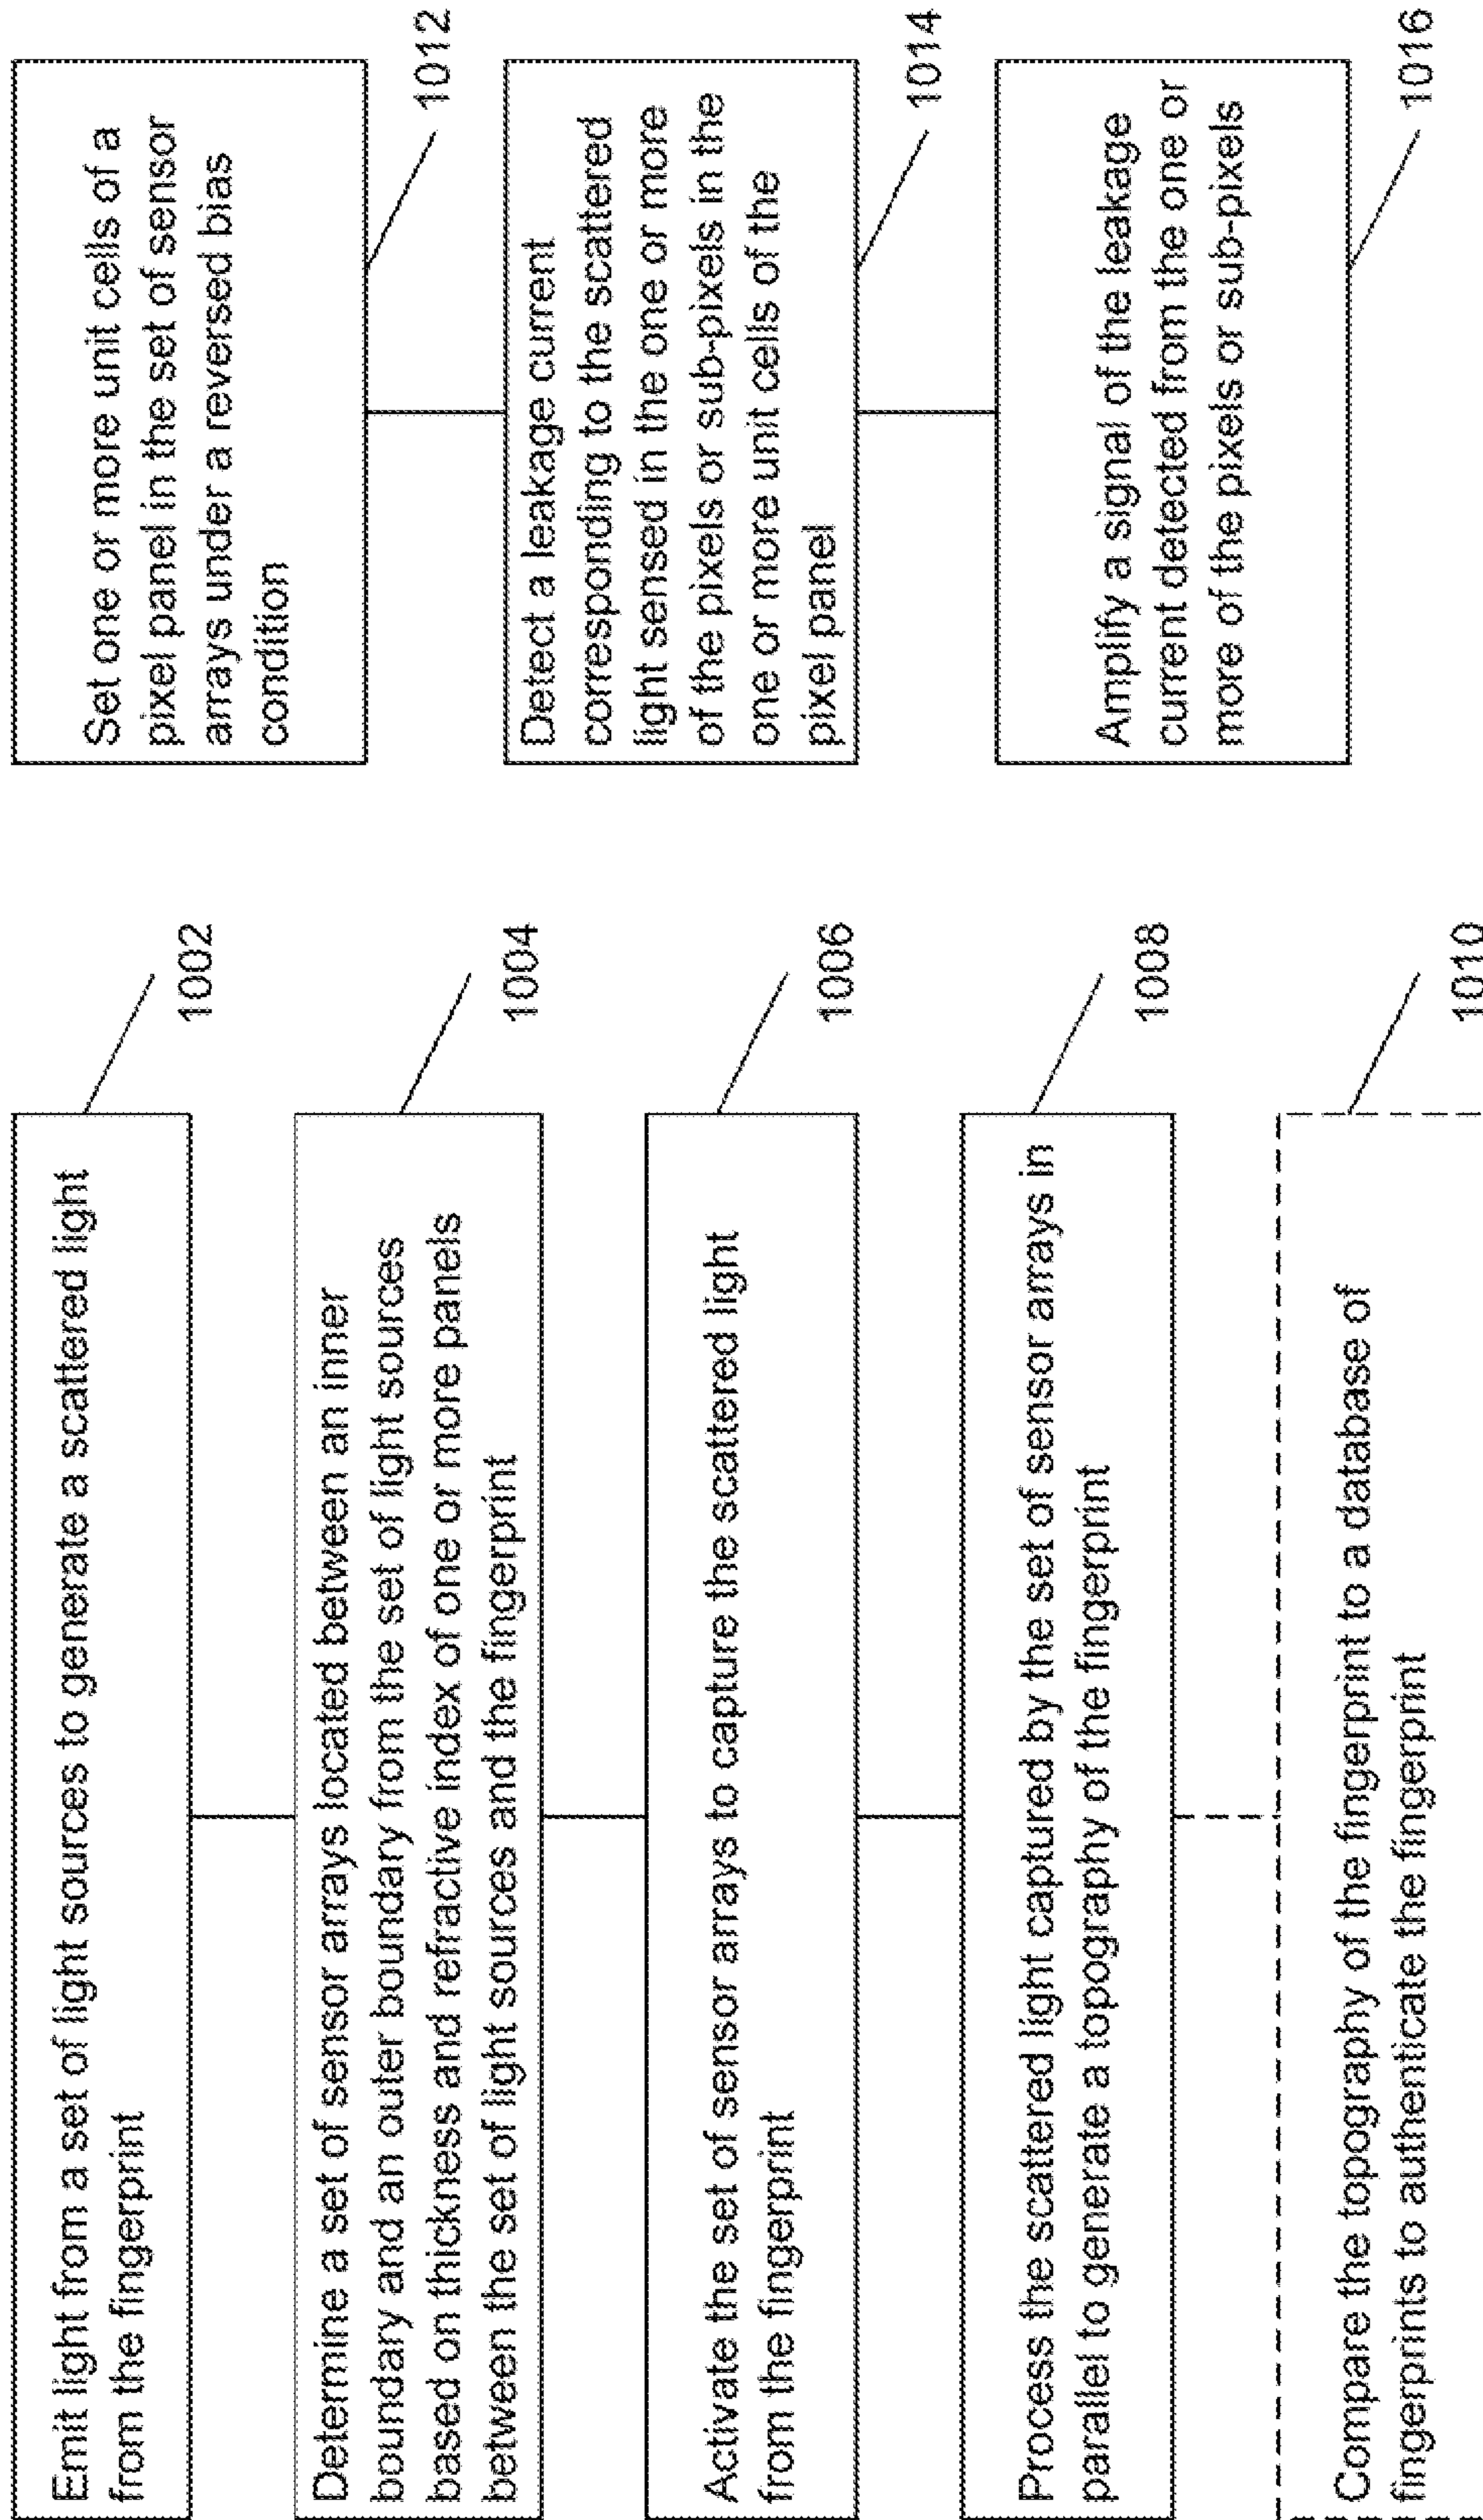 Emit light from a set of light sources to generate a scattered light
from the fingerprint
1002
Determine a set of sensor arrays located between an inner
boundary and an outer boundary from the set of light sources
based on thickness and refractive index of one or more panels
between the set of light sources and the fingerprint
1004
Activate the set of sensor arrays to capture the scattered light
from the fingerprint
1006
Process the scattered light captured by the set of sensor arrays in
parallel to generate a topography of the fingerprint
1008
Compare the topography of the fingerprint to a database of
fingerprints to authenticate the fingerprint
1010
Set one or more unit cells of a
pixel panel in the set of sensor
arrays under a reversed bias
condition
1012
Detect a leakage current
corresponding to the scattered
light sensed in the one or more
of the pixels or sub-pixels in the
one or more unit cells of the
pixel panel
1014
Amplify a signal of the leakage
current detected from the one or
more of the pixels or sub-pixels
1016